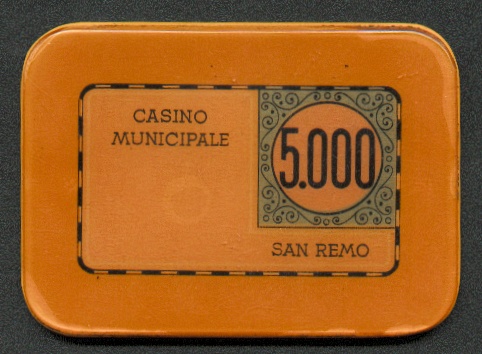 CASINO
MUNICIPALE
5.000
SAN REMO